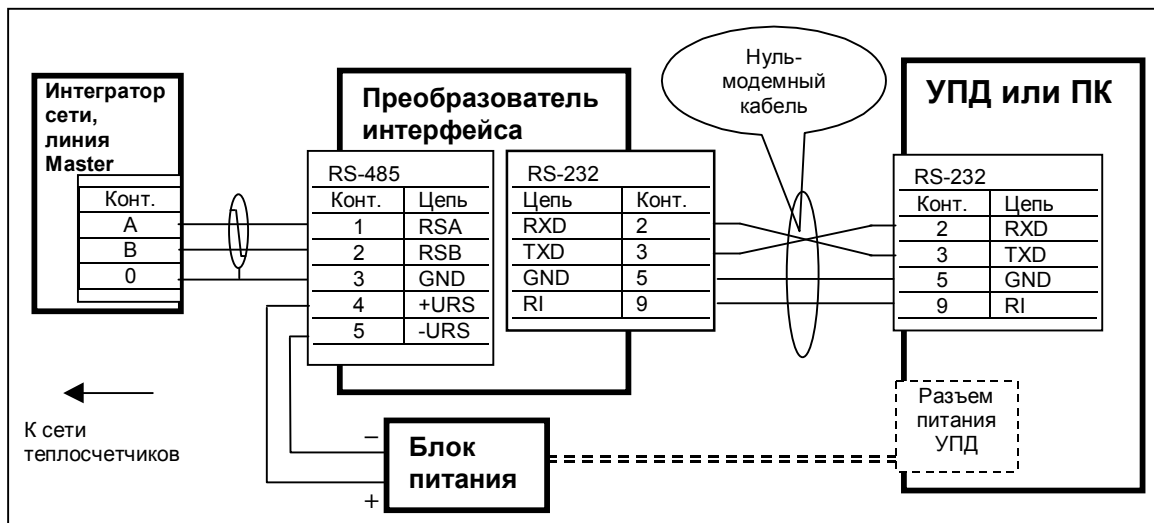 Интегратор
сети,
линия
Master
Конт.
A
B
0
К сети
теплосчетчиков
Преобразователь
интерфейса
RS-485
Конт. Цепь
1 RSA
2 RSB
3 GND
4 +URS
5 -URS
RS-232
Цепь Конт.
RXD 2
TXD 3
GND 5
RI 9
Нуль-
модемный
кабель
УПД или ПК
RS-232
Конт. Цепь
2 RXD
3 TXD
5 GND
9 RI
Разъем
питания
УПД
–
Блок
питания
+